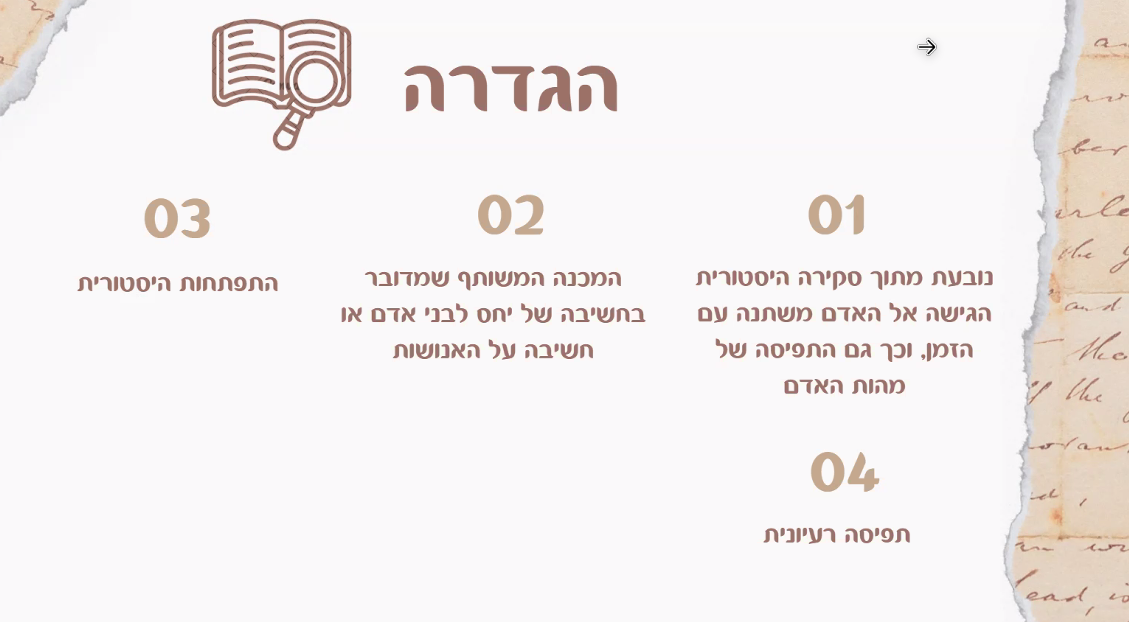 הגדרה
01
נובעת מתוך סקירה היסטורית
הגישה אל האדם משתנה עם
הזמן, וכך גם התפיסה של
מהות האדם
02
המכנה המשותף שמדובר
בחשיבה של יחס לבני אדם או
חשיבה על האנושות
03
התפתחות היסטורית
04
תפיסה רעיונית